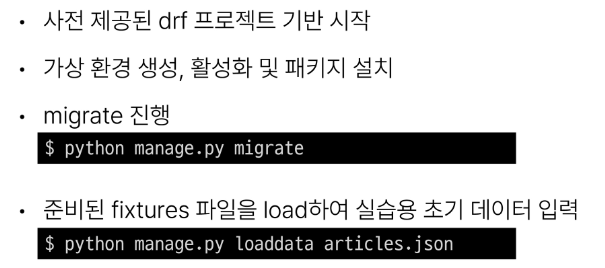 • 사전 제공된 drf 프로젝트 기반 시작
• 가상 환경 생성, 활성화 및 패키지 설치
• migrate 진행
$ python manage.py migrate
• 준비된 fixtures 파일을 load하여 실습용 초기 데이터 입력
$ python manage.py loaddata articles.json